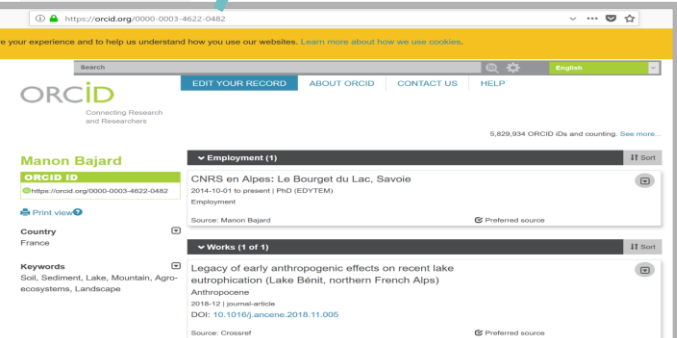 https://orcid.org/0000-0003-4622-0482
re your experience and to help us understand how you use our websites. Learn more about how we use cookies.
Search
English
ORCID
Connecting Research
and Researchers
EDIT YOUR RECORD ABOUT ORCID CONTACT US HELP
5,829,934 ORCID iDs and counting. See more...
Manon Bajard
ORCID ID
https://orcid.org/0000-0003-4622-0482
Print view
Country
France
Keywords
Soil, Sediment, Lake, Mountain, Agro-
ecosystems, Landscape
Employment (1)
Sort
CNRS en Alpes: Le Bourget du Lac, Savoie
2014-10-01 to present | PhD (EDYTEM)
Employment
Source: Manon Bajard
Preferred source
Works (1 of 1)
Sort
Legacy of early anthropogenic effects on recent lake
eutrophication (Lake Bénit, northern French Alps)
Anthropocene
2018-12 | journal-article
DOI: 10.1016/j.ancene.2018.11.005
Source: Crossref
Preferred source